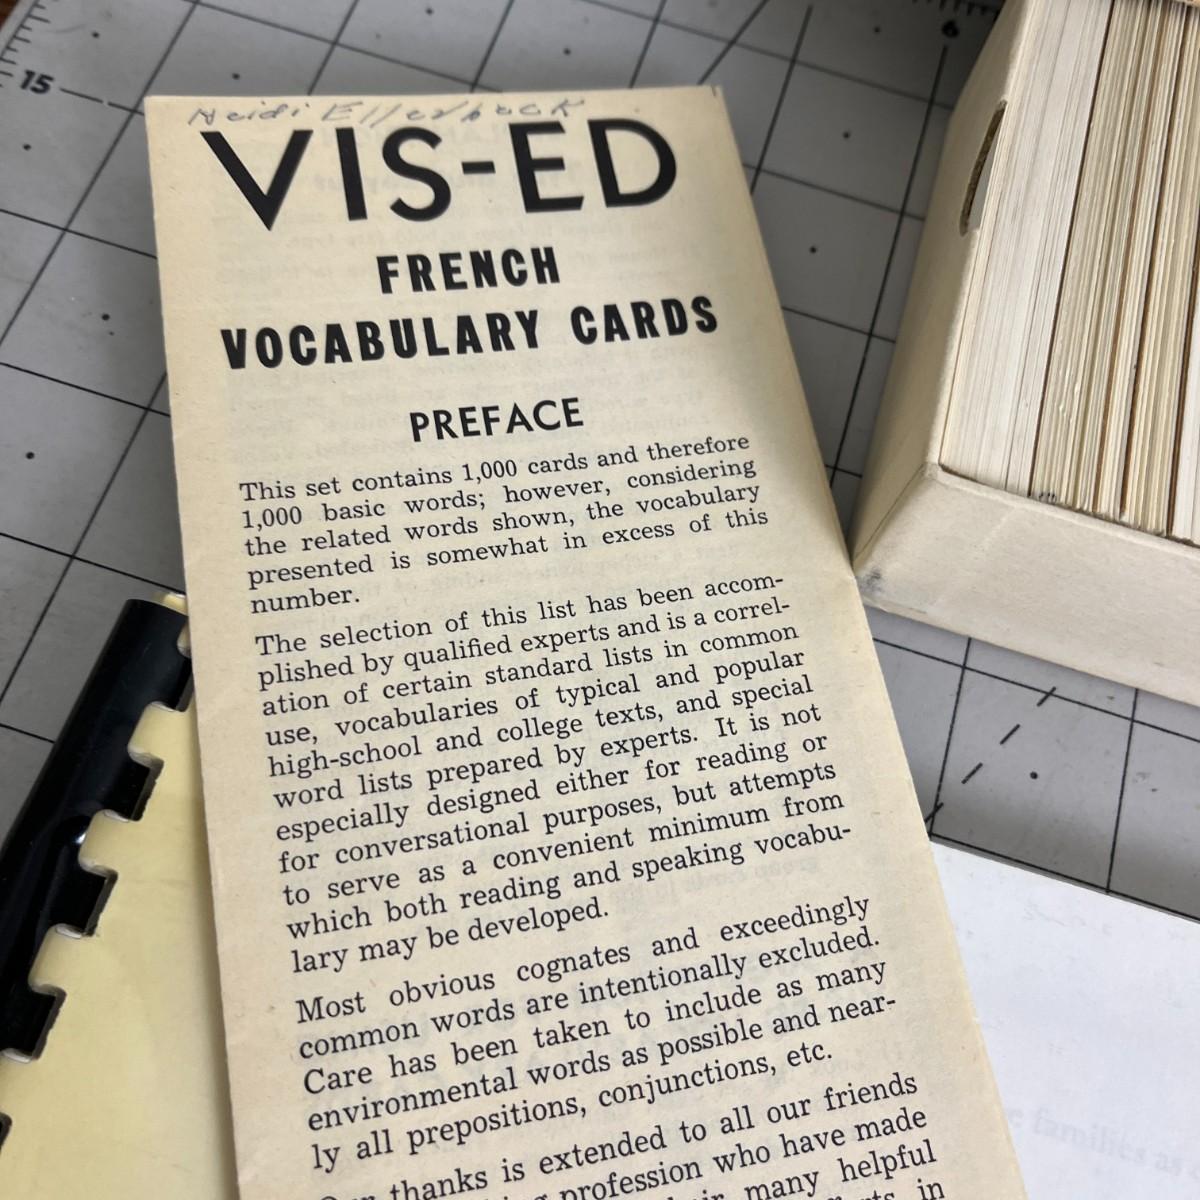 15
6
Heidi Ellerbock
VIS-ED
FRENCH
VOCABULARY CARDS
PREFACE
This set contains 1,000 cards and therefore
1,000 basic words; however, considering
the related words shown, the vocabulary
presented is somewhat in excess of this
number.
The selection of this list has been accom-
plished by qualified experts and is a correl-
ation of certain standard lists in common
use, vocabularies of typical and popular
high-school and college texts, and special
word lists prepared by experts. It is not
especially designed either for reading or
for conversational purposes, but attempts
to serve as a convenient minimum from
which both reading and speaking vocabu-
lary may be developed.
Most obvious cognates and exceedingly
common words are intentionally excluded.
Care has been taken to include as many
environmental words as possible and near-
ly all prepositions, conjunctions, etc.
thanks is extended to all our friends
profession who have made
many helpful
in
families as